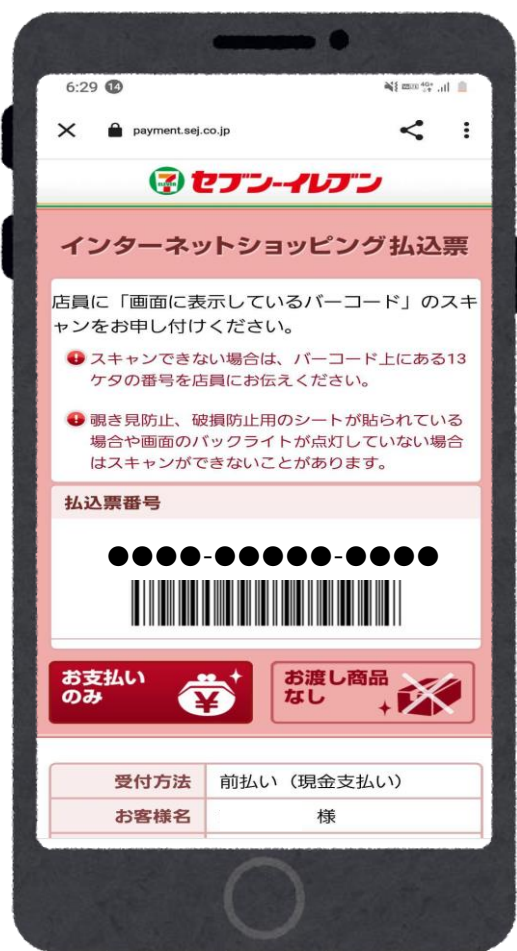 6:29 14
payment.sej.co.jp
セブン-イレブン
インターネットショッピング払込票
店員に「画面に表示しているバーコード」のスキ
ャンをお申し付けください。
スキャンできない場合は、バーコード上にある13
ケタの番号を店員にお伝えください。
覗き見防止、破損防止用のシートが貼られている
場合や画面のバックライトが点灯していない場合
はスキャンができないことがあります。
払込票番号
●●●●-●●●●●-●●●●
お支払い
のみ
お渡し商品
なし
受付方法 前払い（現金支払い）
お客様名 様